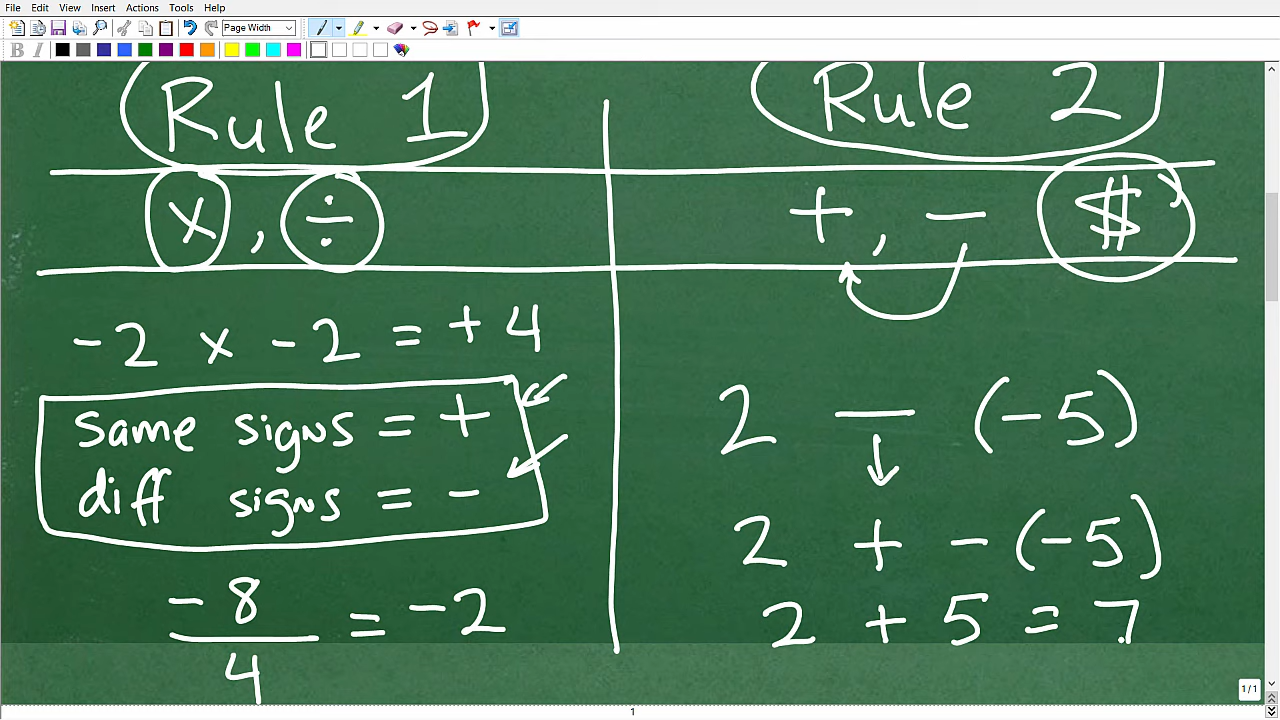 File Edit View Insert Actions Tools Help
Page Width
B I
Rule 1
×, ÷
-2 × -2 = +4
Same signs = +
diff signs = -
-8
4
= -2
Rule 2
+, - $
2 - (-5)
2 + -(-5)
2 + 5 = 7
1/1
1